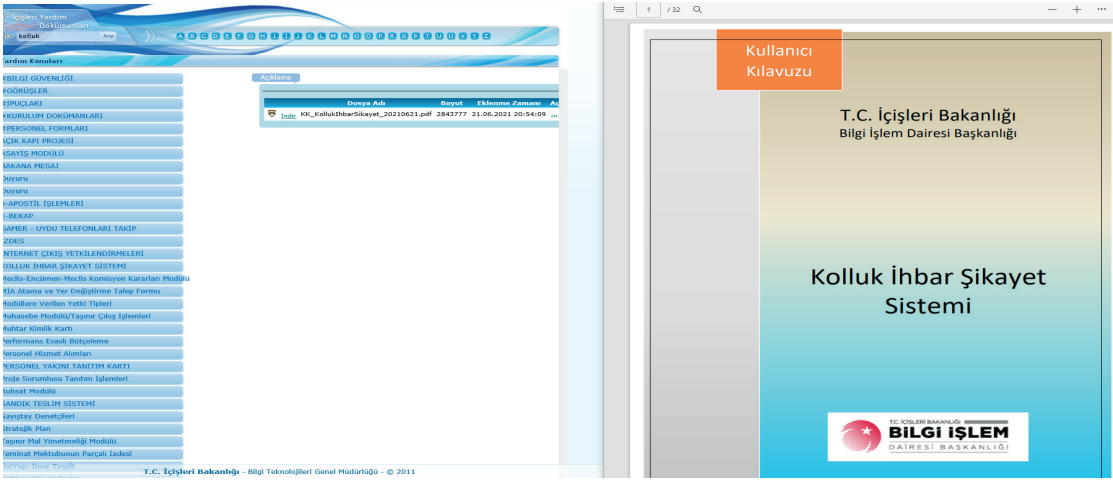 İçişleri Yardım
Dokümanları
kolluk
Ara
A B C D E F G H I İ J K L M N O Ö P R S Ş T U Ü V Y Z
Yardım Konuları
#BİLGİ GÜVENLİĞİ
#GÖRÜŞLER
#İPUÇLARI
#KURULUM DOKÜMANLARI
#PERSONEL FORMLARI
AÇIK KAPI PROJESİ
ASAYİŞ MODÜLÜ
BAKANA MESAJ
Duyuru
Duyuru
e-APOSTİL İŞLEMLERİ
E-BEKAP
GAMER - UYDU TELEFONLARI TAKİP
İZDES
İNTERNET ÇIKIŞ YETKİLENDİRMELERİ
KOLLUK İHBAR ŞİKAYET SİSTEMİ
Meclis-Encümen-Meclis Komisyon Kararları Modülü
MİA Atama ve Yer Değiştirme Talep Formu
Modüllere Verilen Yetki Tipleri
Muhasebe Modülü/Taşınır Çıkış İşlemleri
Muhtar Kimlik Kartı
Performans Esaslı Bütçeleme
Personel Hizmet Alımları
PERSONEL YAKINI TANITIM KARTI
Proje Sorumlusu Tanıtım İşlemleri
Ruhsat Modülü
SANDIK TESLİM SİSTEMİ
Sayıştay Denetçileri
Stratejik Plan
Taşınır Mal Yönetmeliği Modülü
Teminat Mektubunun Parçalı İadesi
ÜstYapı-İmar Tespit
Açıklama
Dosya Adı Boyut Eklenme Zamanı Aç
İndir KK_KollukIhbarSikayet_20210621.pdf 2843777 21.06.2021 20:54:09 ...
T.C. İçişleri Bakanlığı - Bilgi Teknolojileri Genel Müdürlüğü - © 2011
1 / 32
Kullanıcı
Kılavuzu
T.C. İçişleri Bakanlığı
Bilgi İşlem Dairesi Başkanlığı
Kolluk İhbar Şikayet
Sistemi
T.C. İÇİŞLERİ BAKANLIĞI
BİLGİ İŞLEM
DAİRESİ BAŞKANLIĞI